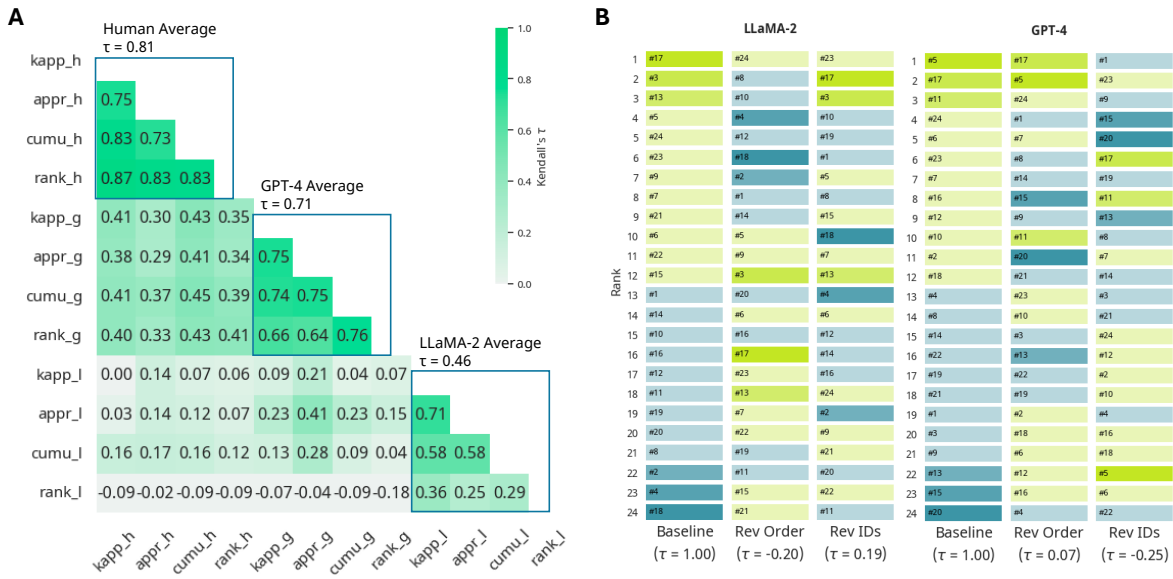 A
Human Average
τ = 0.81
kapp_h
appr_h 0.75
cumu_h 0.83 0.73
rank_h 0.87 0.83 0.83
GPT-4 Average
τ = 0.71
kapp_g 0.41 0.30 0.43 0.35
appr_g 0.38 0.29 0.41 0.34 0.75
cumu_g 0.41 0.37 0.45 0.39 0.74 0.75
rank_g 0.40 0.33 0.43 0.41 0.66 0.64 0.76
LLaMA-2 Average
τ = 0.46
kapp_l 0.00 0.14 0.07 0.06 0.09 0.21 0.04 0.07
appr_l 0.03 0.14 0.12 0.07 0.23 0.41 0.23 0.15 0.71
cumu_l 0.16 0.17 0.16 0.12 0.13 0.28 0.09 0.04 0.58 0.58
rank_l -0.09 -0.02 -0.09 -0.09 -0.07 -0.04 -0.09 -0.18 0.36 0.25 0.29
kapp_h appr_h cumu_h rank_h kapp_g appr_g cumu_g rank_g kapp_l appr_l cumu_l rank_l
1.0
0.8
0.6
0.4
0.2
0.0
Kendall's τ
B
LLaMA-2 GPT-4
Rank
1 #17 #24 #23 1 #5 #17 #1
2 #3 #8 #17 2 #17 #5 #23
3 #13 #10 #3 3 #11 #24 #9
4 #5 #4 #10 4 #24 #1 #15
5 #24 #12 #19 5 #6 #7 #20
6 #23 #18 #1 6 #23 #8 #17
7 #9 #2 #5 7 #7 #14 #19
8 #7 #1 #8 8 #16 #15 #11
9 #21 #14 #15 9 #12 #9 #13
10 #6 #5 #18 10 #10 #11 #8
11 #22 #9 #7 11 #2 #20 #7
12 #15 #3 #13 12 #18 #21 #14
13 #1 #20 #4 13 #4 #23 #3
14 #14 #6 #6 14 #8 #10 #21
15 #10 #16 #12 15 #14 #3 #24
16 #16 #17 #14 16 #22 #13 #12
17 #12 #23 #16 17 #19 #22 #2
18 #11 #13 #24 18 #21 #19 #10
19 #19 #7 #2 19 #1 #2 #4
20 #20 #22 #9 20 #3 #18 #16
21 #8 #19 #21 21 #9 #6 #18
22 #2 #11 #20 22 #13 #12 #5
23 #4 #15 #22 23 #15 #16 #6
24 #18 #21 #11 24 #20 #4 #22
Baseline Rev Order Rev IDs Baseline Rev Order Rev IDs
(τ = 1.00) (τ = -0.20) (τ = 0.19) (τ = 1.00) (τ = 0.07) (τ = -0.25)